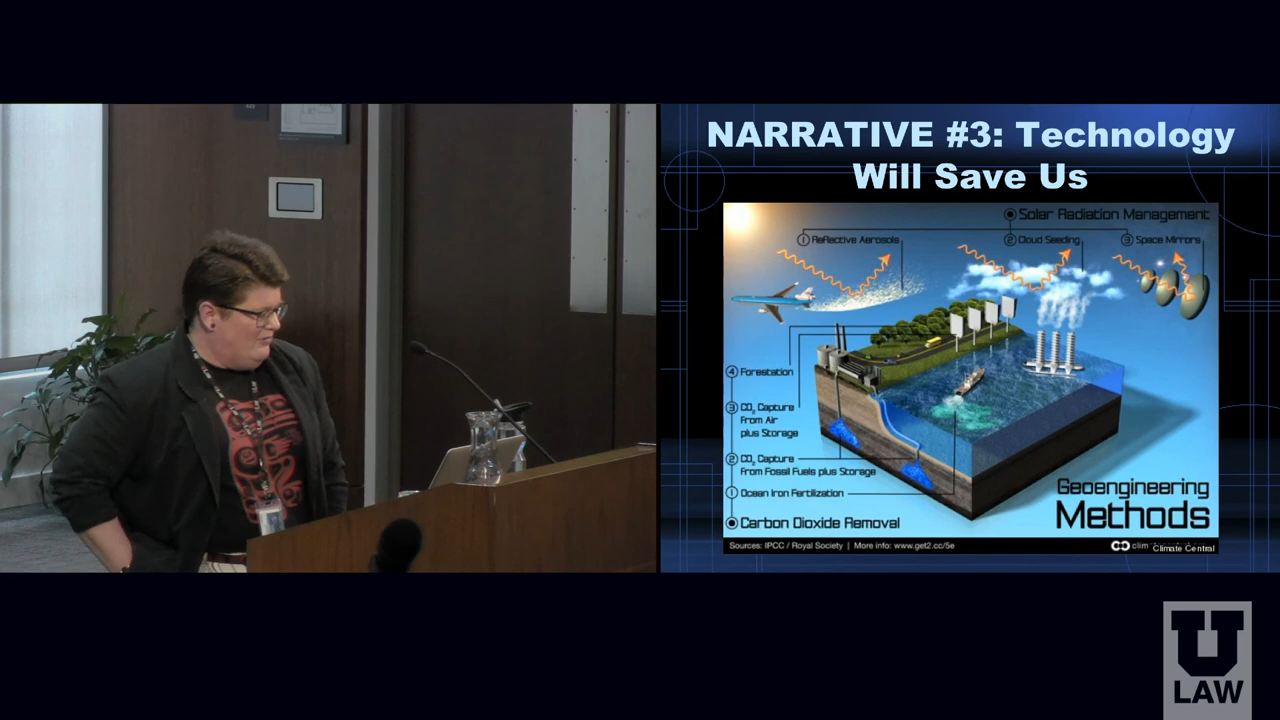 NARRATIVE #3: Technology
Will Save Us
Solar Radiation Management
1 Reflective Aerosols
2 Cloud Seeding
3 Space Mirrors
4 Forestation
3 CO₂ Capture
From Air
plus Storage
2 CO₂ Capture
From Fossil Fuels plus Storage
1 Ocean Iron Fertilization
Carbon Dioxide Removal
Geoengineering
Methods
Sources: IPCC / Royal Society | More info: www.get2.cc/5e
Climate Central
U
LAW